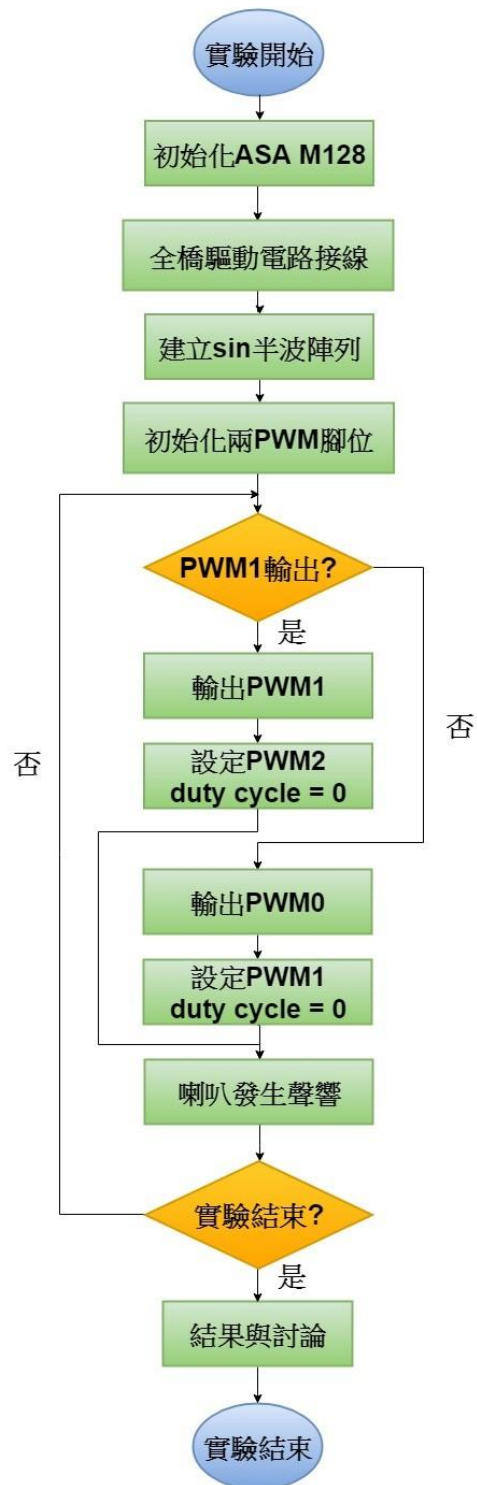 實驗開始
初始化ASA M128
全橋驅動電路接線
建立sin半波陣列
初始化兩PWM腳位
PWM1輸出?
是
輸出PWM1
否
否
設定PWM2
duty cycle = 0
輸出PWM0
設定PWM1
duty cycle = 0
喇叭發生聲響
實驗結束?
是
結果與討論
實驗結束